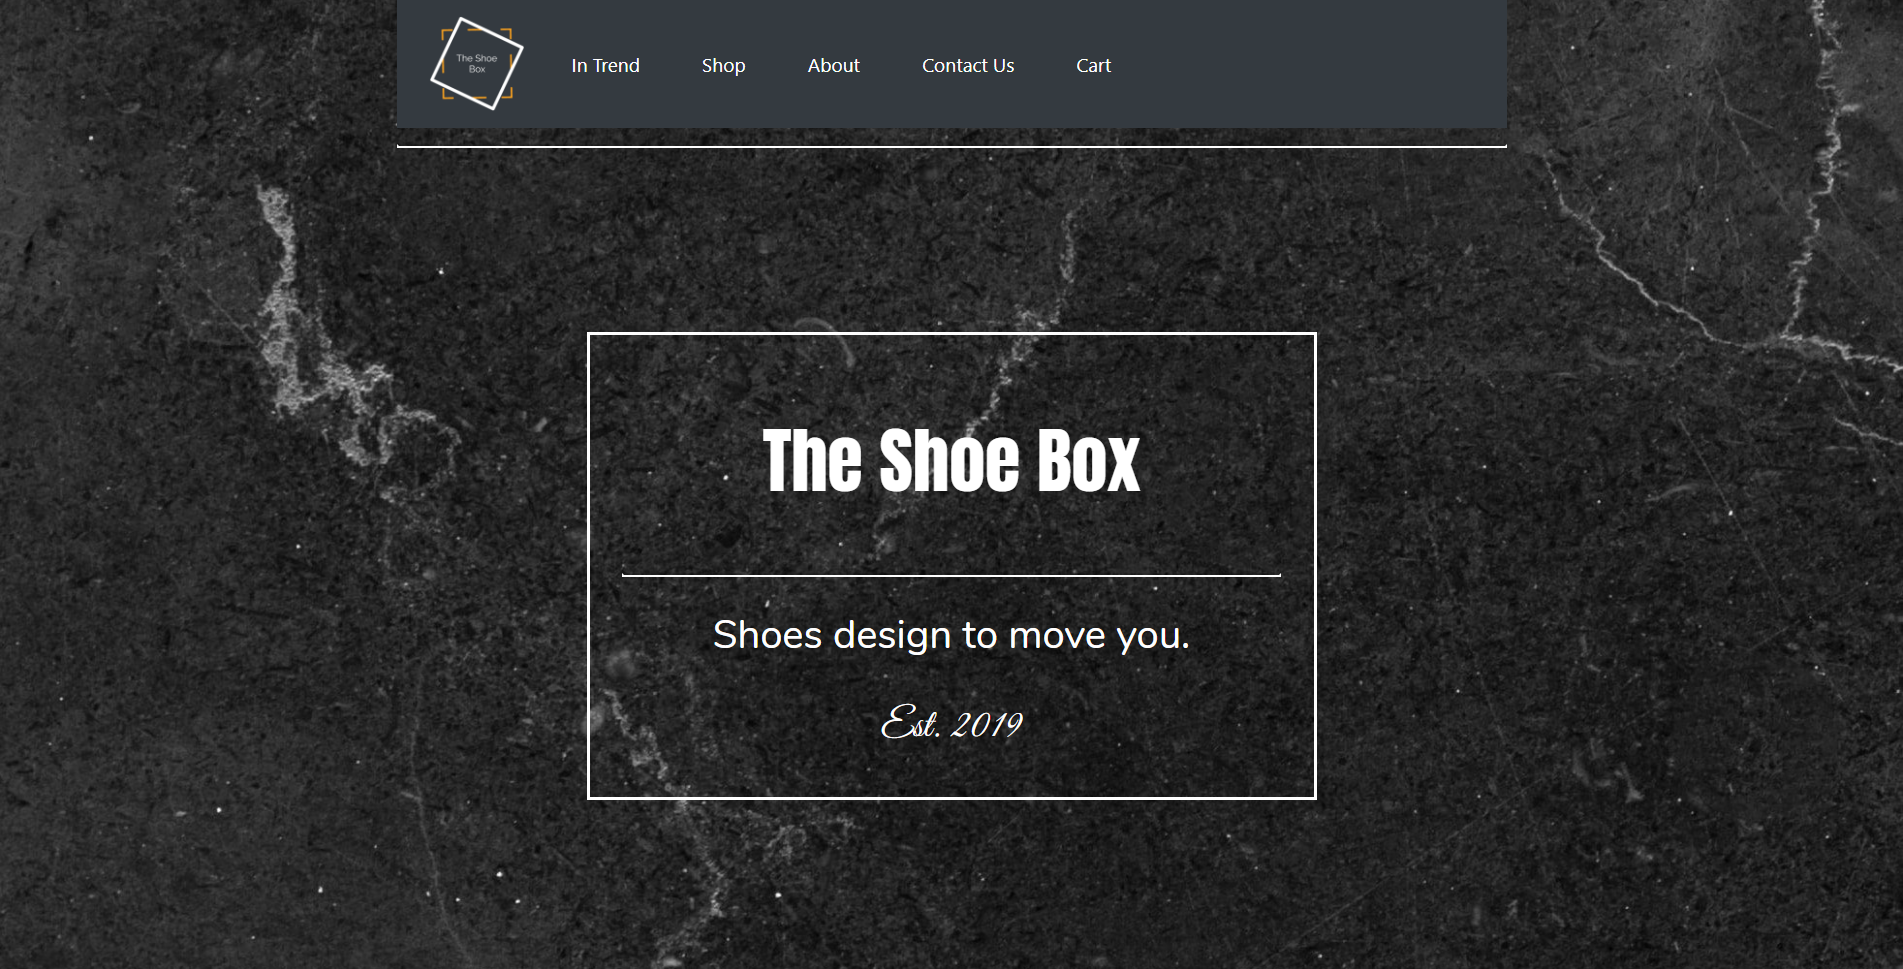 The Shoe
Box
In Trend
Shop
About
Contact Us
Cart
The Shoe Box
Shoes design to move you.
Est. 2019